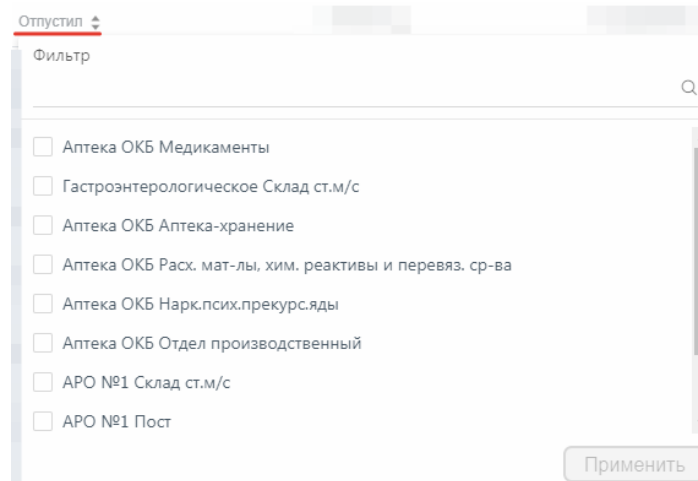 Отпустил
Фильтр
Аптека ОКБ Медикаменты
Гастроэнтерологическое Склад ст.м/с
Аптека ОКБ Аптека-хранение
Аптека ОКБ Расх. мат-лы, хим. реактивы и перевяз. ср-ва
Аптека ОКБ Нарк.псих.прекурс.яды
Аптека ОКБ Отдел производственный
АРО №1 Склад ст.м/с
АРО №1 Пост
Применить